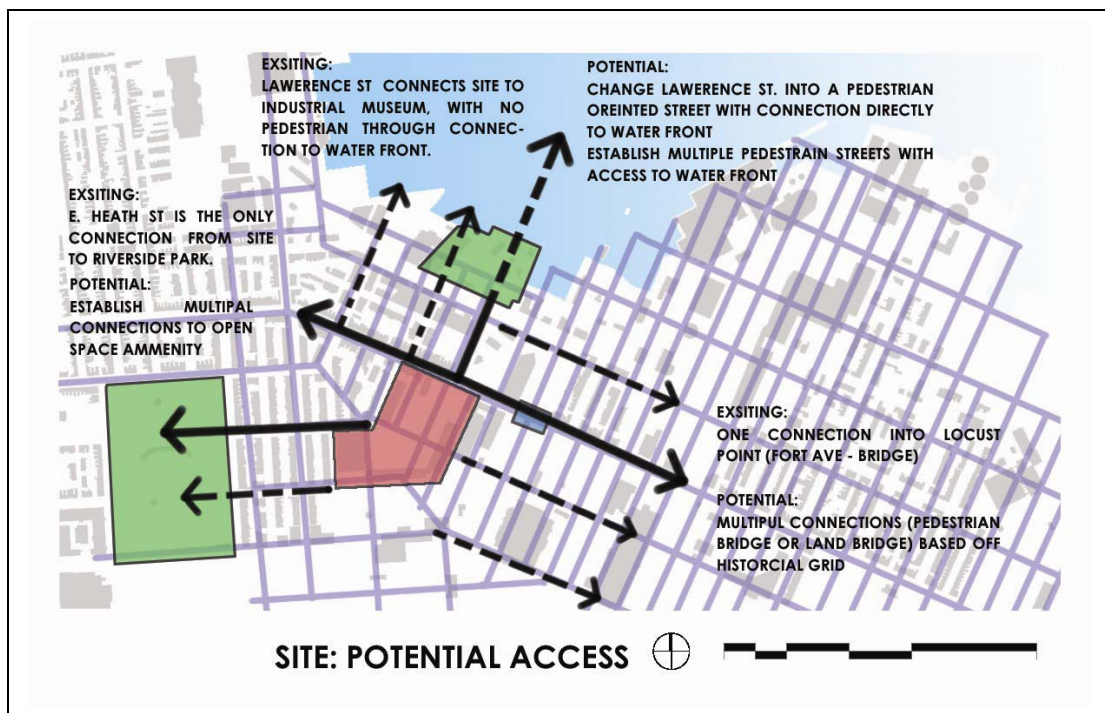 EXSITING:
LAWERENCE ST CONNECTS SITE TO
INDUSTRIAL MUSEUM, WITH NO
PEDESTRIAN THROUGH CONNEC-
TION TO WATER FRONT.
POTENTIAL:
CHANGE LAWERENCE ST. INTO A PEDESTRIAN
OREINTED STREET WITH CONNECTION DIRECTLY
TO WATER FRONT
ESTABLISH MULTIPLE PEDESTRAIN STREETS WITH
ACCESS TO WATER FRONT
EXSITING:
E. HEATH ST IS THE ONLY
CONNECTION FROM SITE
TO RIVERSIDE PARK.
POTENTIAL:
ESTABLISH MULTIPAL
CONNECTIONS TO OPEN
SPACE AMMENITY
EXSITING:
ONE CONNECTION INTO LOCUST
POINT (FORT AVE - BRIDGE)
POTENTIAL:
MULTIPUL CONNECTIONS (PEDESTRIAN
BRIDGE OR LAND BRIDGE) BASED OFF
HISTORCIAL GRID
SITE: POTENTIAL ACCESS